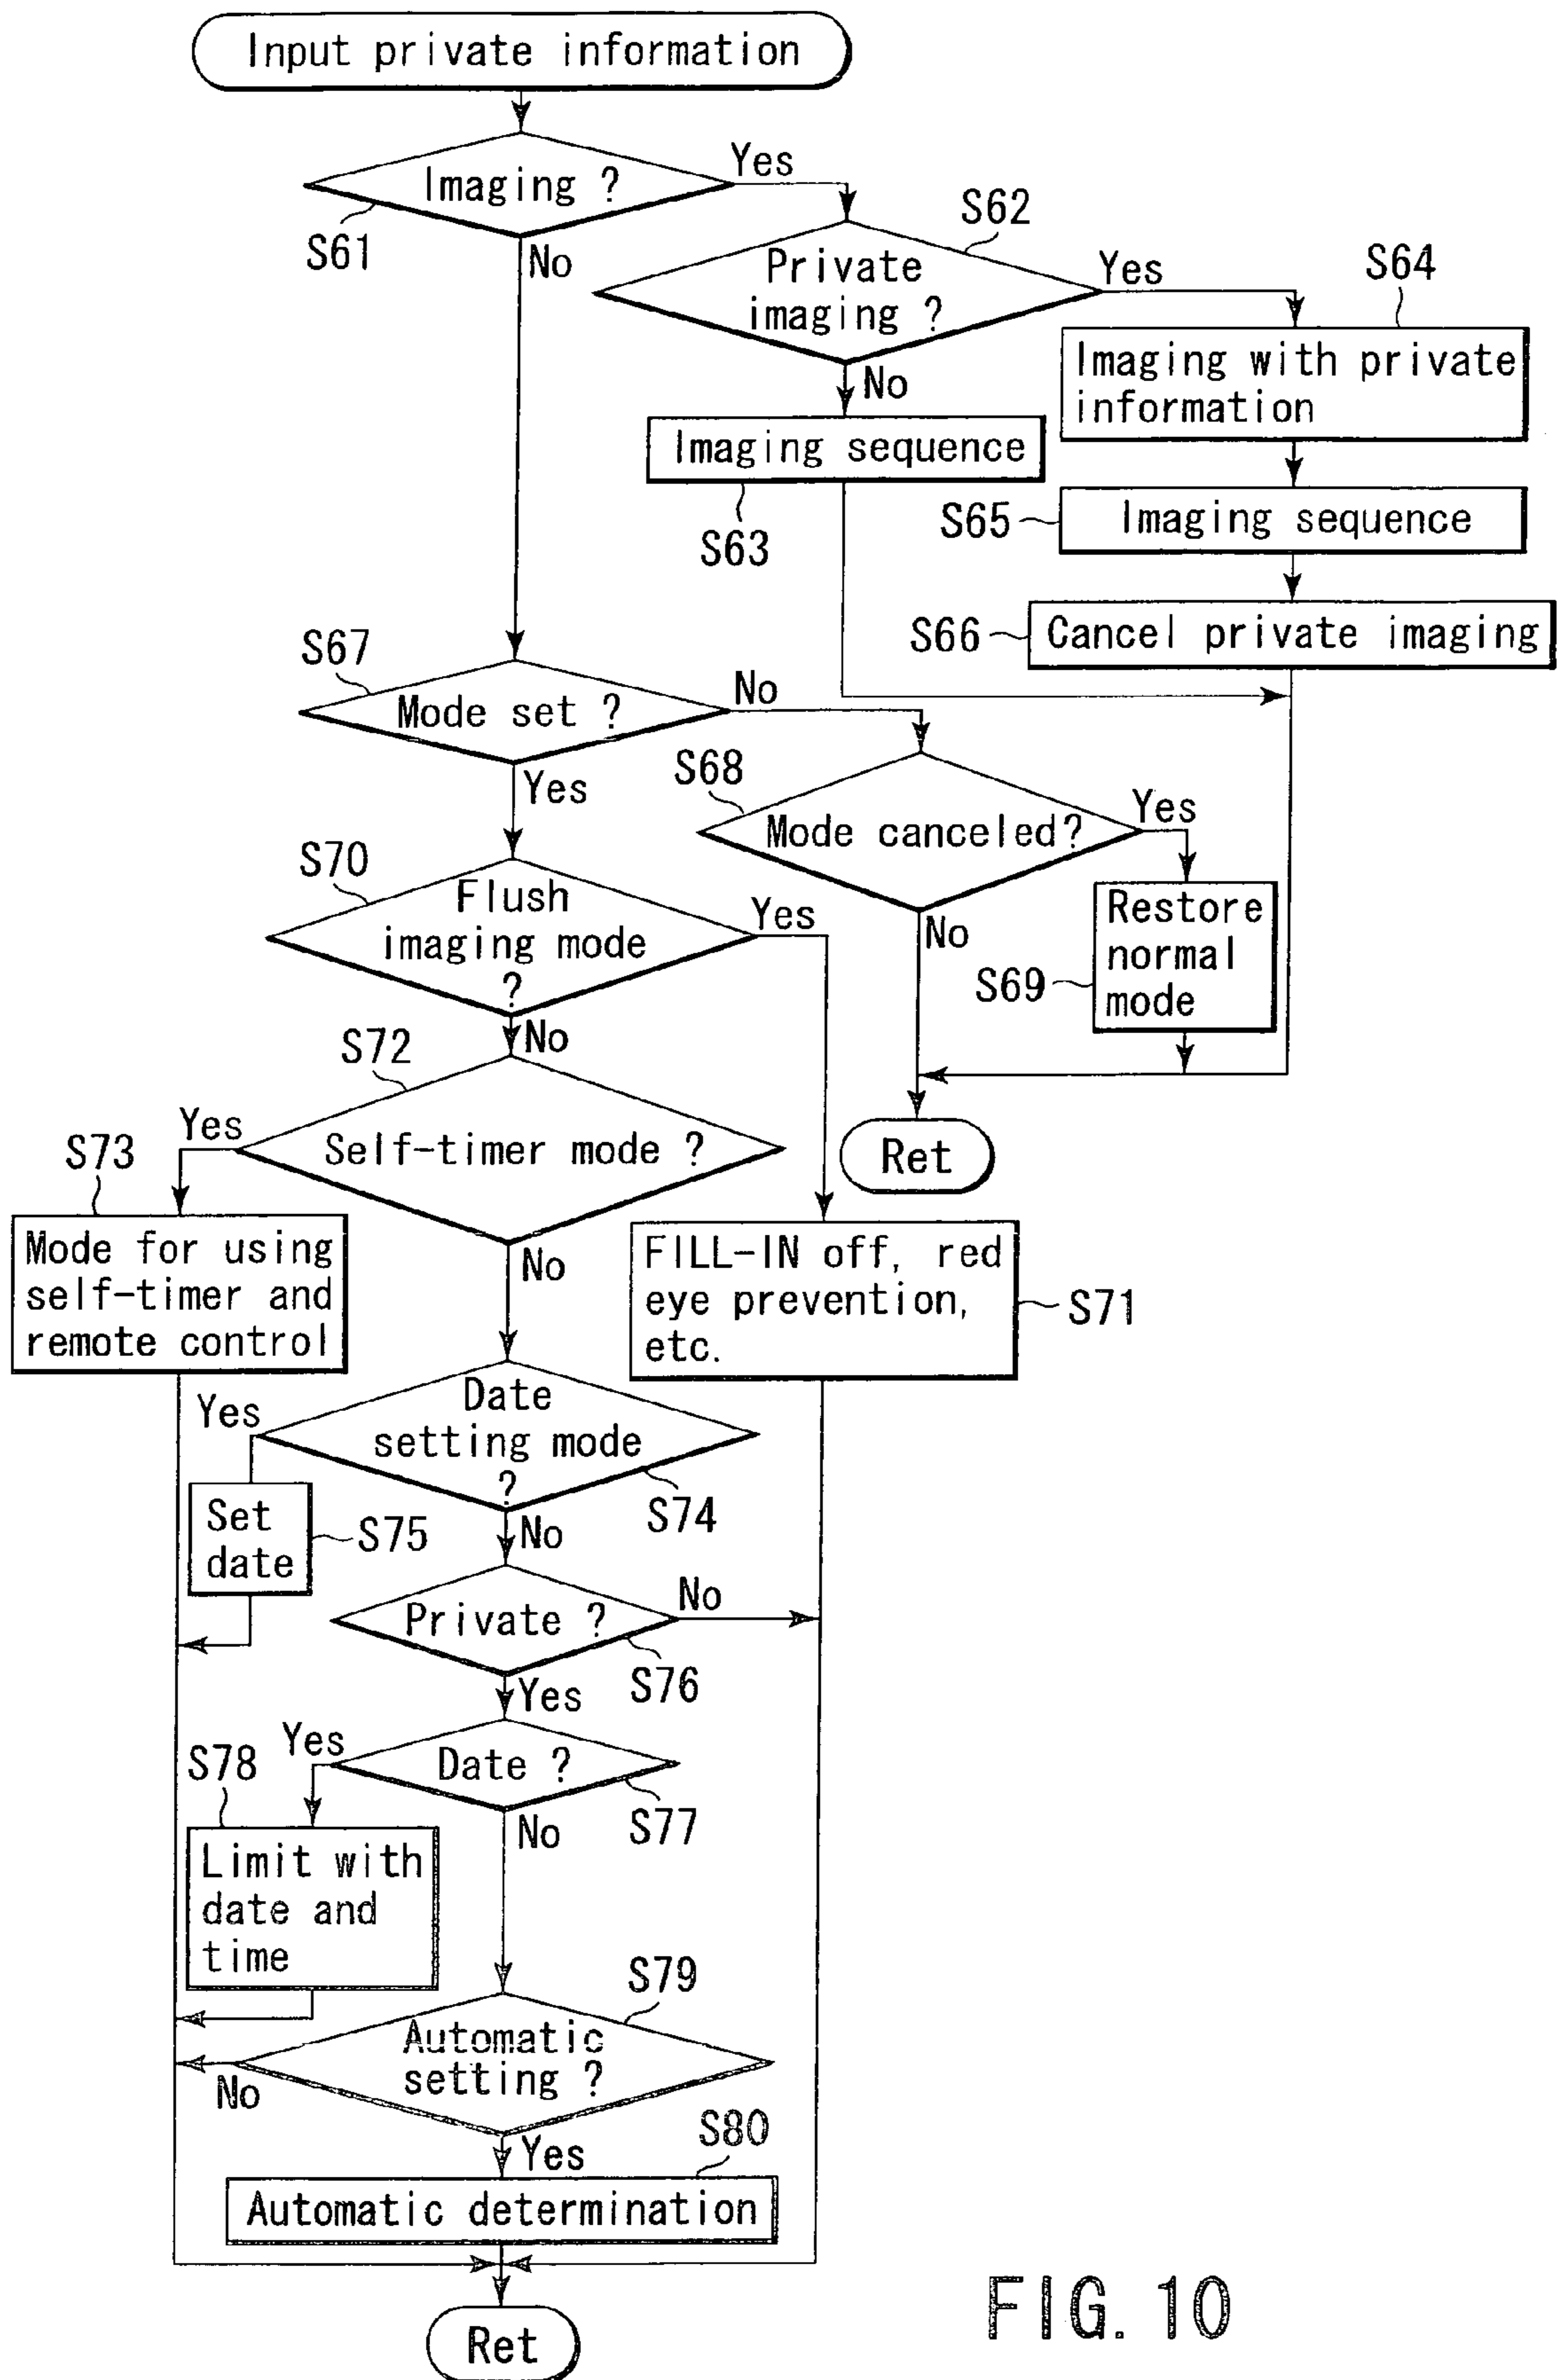 Input private information
Imaging ?
Yes
S61
No
S62
Private
imaging ?
Yes
No
S64
Imaging with private
information
Imaging sequence
S63
S65
Imaging sequence
S66
Cancel private imaging
S67
Mode set ?
No
Yes
S68
Mode canceled?
Yes
No
S69
Restore
normal
mode
Ret
S70
Flush
imaging mode
?
Yes
No
S72
Self-timer mode ?
Yes
No
S73
Mode for using
self-timer and
remote control
FILL-IN off, red
eye prevention,
etc.
S71
Date
setting mode
?
Yes
S74
No
Set
date
S75
Private ?
No
S76
Yes
Date ?
Yes
S77
No
S78
Limit with
date and
time
S79
Automatic
setting ?
No
Yes
S80
Automatic determination
Ret
FIG. 10